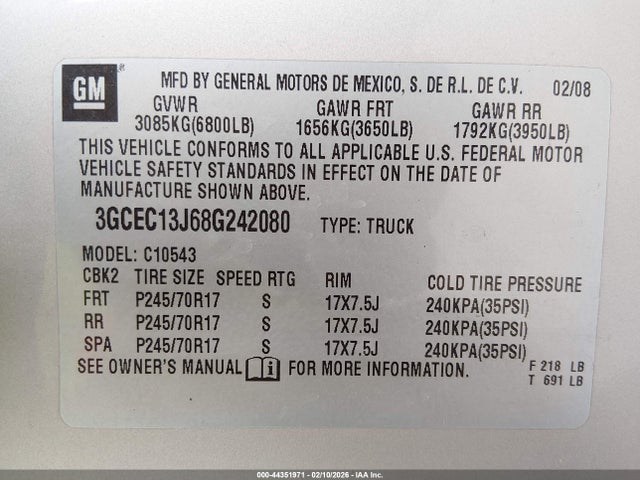 GM
MFD BY GENERAL MOTORS DE MEXICO, S. DE R.L. DE C.V. 02/08
GVWR GAWR FRT GAWR RR
3085KG(6800LB) 1656KG(3650LB) 1792KG(3950LB)
THIS VEHICLE CONFORMS TO ALL APPLICABLE U.S. FEDERAL MOTOR
VEHICLE SAFETY STANDARDS IN EFFECT ON THE DATE OF
MANUFACTURE SHOWN ABOVE.
3GCEC13J68G242080 TYPE: TRUCK
MODEL: C10543
CBK2 TIRE SIZE SPEED RTG RIM COLD TIRE PRESSURE
FRT P245/70R17 S 17X7.5J 240KPA(35PSI)
RR P245/70R17 S 17X7.5J 240KPA(35PSI)
SPA P245/70R17 S 17X7.5J 240KPA(35PSI)
SEE OWNER'S MANUAL i FOR MORE INFORMATION. F 218 LB
T 691 LB
000-44351971 - 02/10/2026 - IAA Inc.